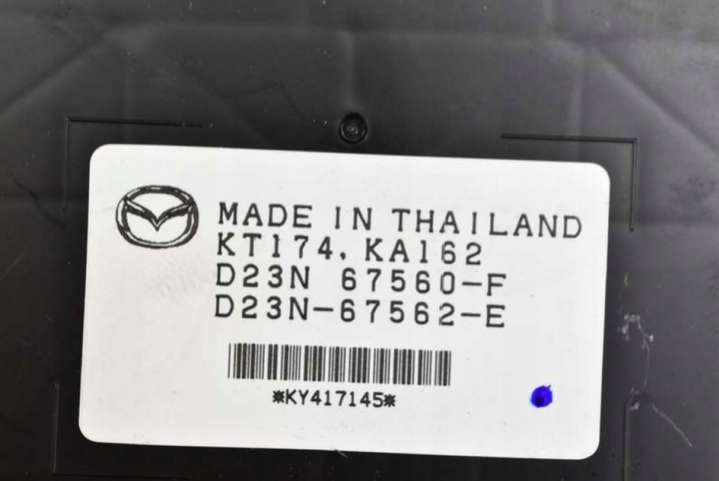 MADE IN THAILAND
KT174, KA162
D23N 67560-F
D23N-67562-E
*KY417145*